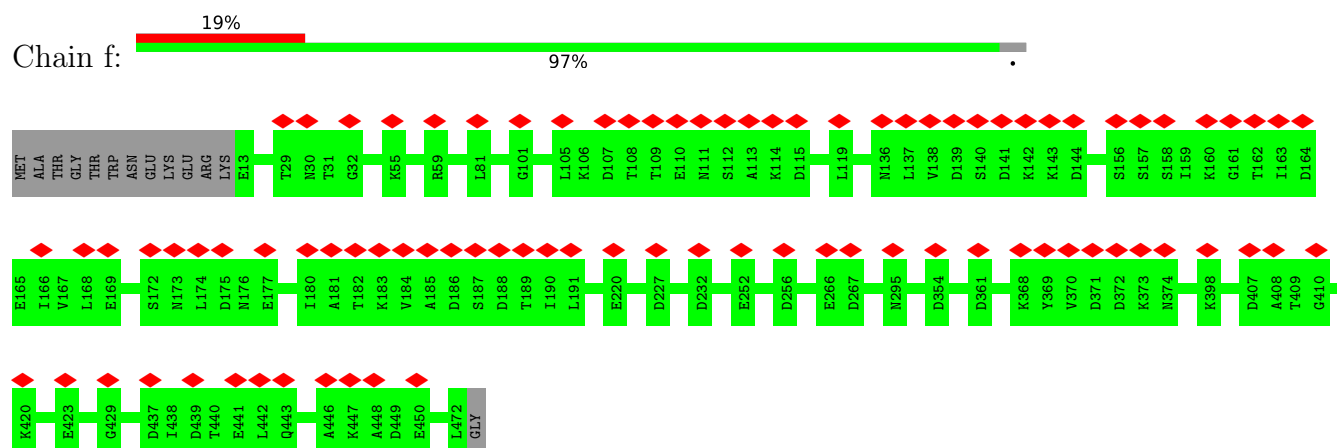 19%
Chain f:
97%
.
MET ALA THR GLY THR TRP ASN GLU LYS GLU ARG LYS E13 T29 N30 T31 G32 K55 R59 L81 G101 L105 K106 D107 T108 T109 E110 N111 S112 A113 K114 D115 L119 N136 L137 V138 D139 S140 D141 K142 K143 D144 S156 S157 S158 I159 K160 G161 T162 I163 D164
E165 I166 V167 L168 E169 S172 N173 L174 D175 N176 E177 I180 A181 T182 K183 V184 A185 D186 S187 D188 T189 I190 L191 E220 D227 D232 E252 D256 E266 D267 N295 D354 D361 K368 Y369 V370 D371 D372 K373 N374 K398 D407 A408 T409 G410
K420 E423 G429 D437 I438 D439 T440 E441 L442 Q443 A446 K447 A448 D449 E450 L472 GLY